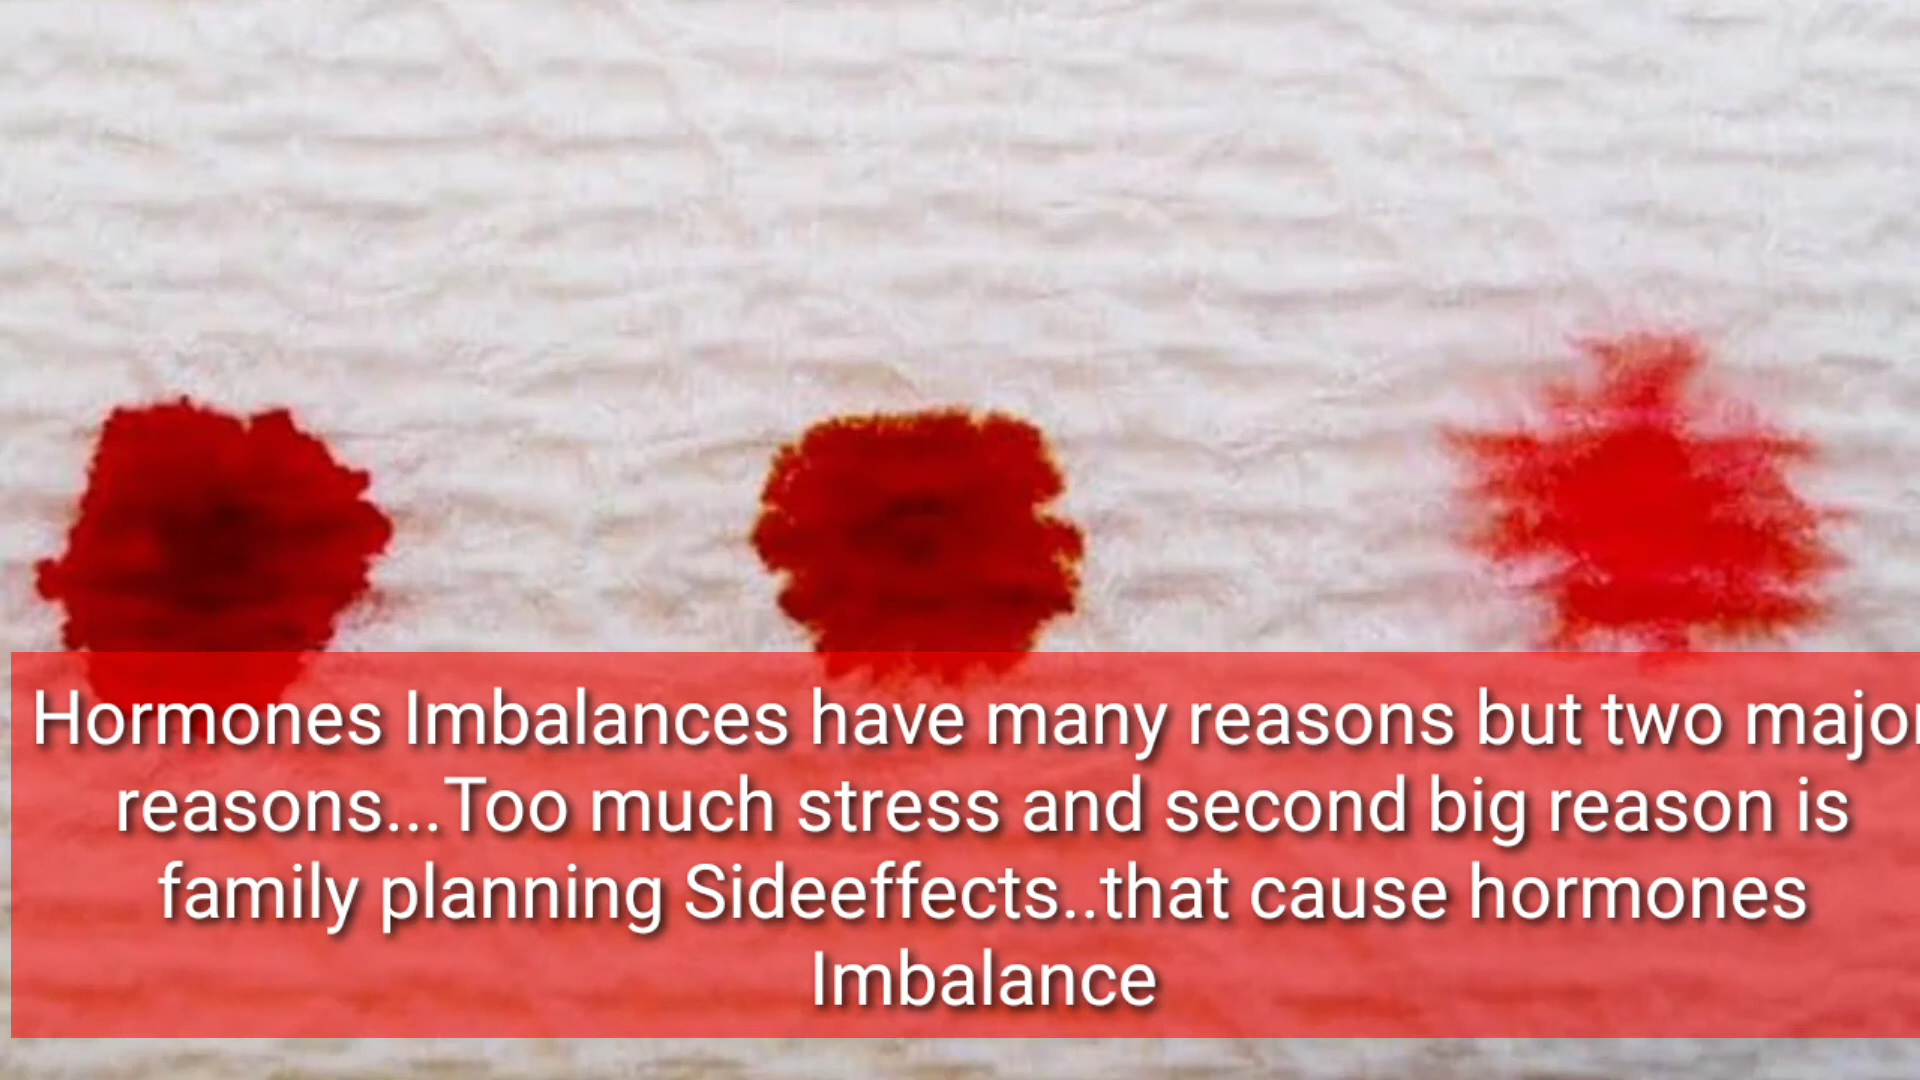 Hormones Imbalances have many reasons but two major
reasons...Too much stress and second big reason is
family planning Sideeffects..that cause hormones
Imbalance